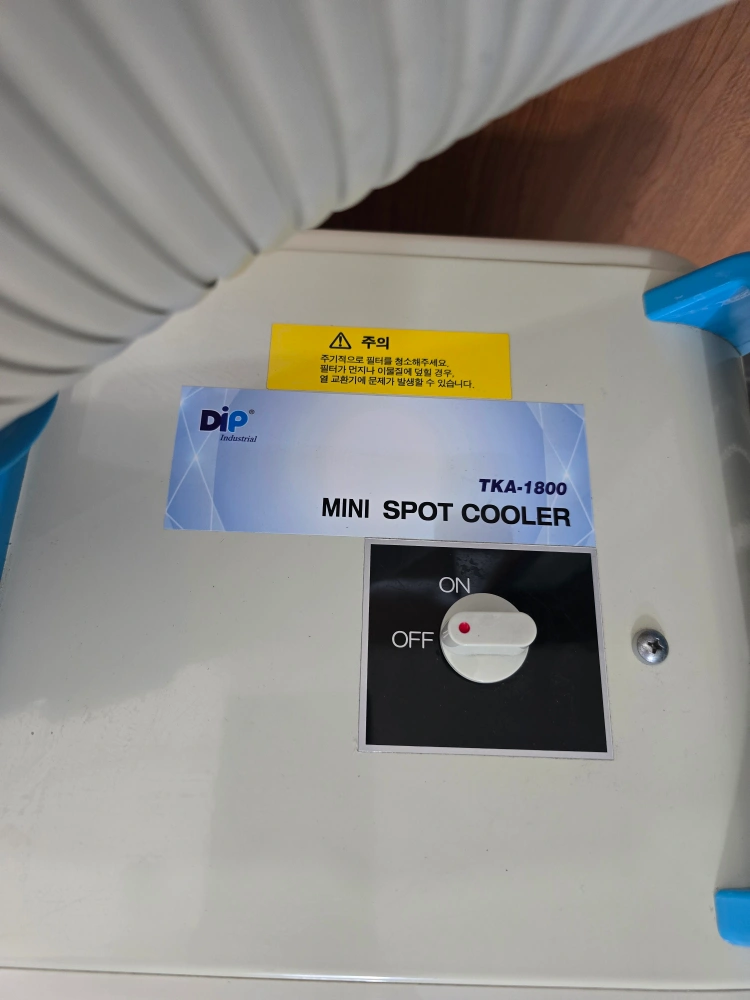 주의
주기적으로 필터를 청소해주세요.
필터가 먼지나 이물질에 덮힐 경우,
열 교환기에 문제가 발생할 수 있습니다.
DiP®
Industrial
TKA-1800
MINI SPOT COOLER
ON
OFF